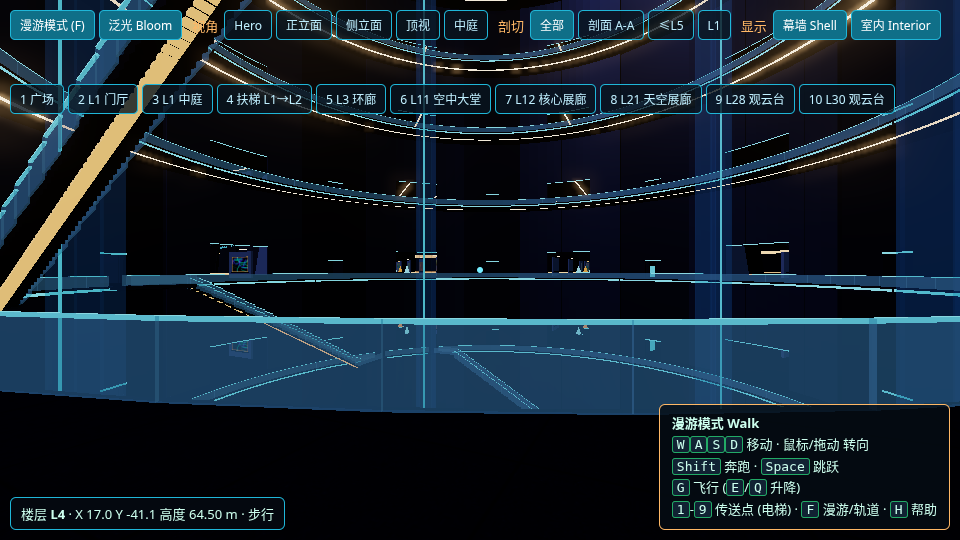 漫游模式 (F) 泛光 Bloom 角 Hero 正立面 侧立面 顶视 中庭 剖切 全部 剖面 A-A ≤L5 L1 显示 幕墙 Shell 室内 Interior
1 广场 2 L1 门厅 3 L1 中庭 4 扶梯 L1→L2 5 L3 环廊 6 L11 空中大堂 7 L12 核心展廊 8 L21 天空展廊 9 L28 观云台 10 L30 观云台
漫游模式 Walk
W A S D 移动 · 鼠标/拖动 转向
Shift 奔跑 · Space 跳跃
G 飞行 (E/Q 升降)
1-9 传送点 (电梯) · F 漫游/轨道 · H 帮助
楼层 L4 · X 17.0 Y -41.1 高度 64.50 m · 步行